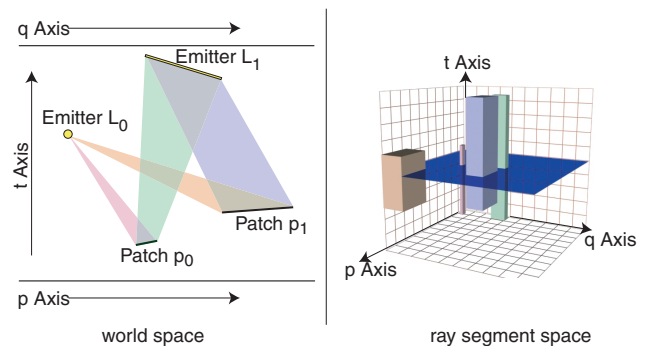 q Axis
Emitter L1
Emitter L0
t Axis
Patch p1
Patch p0
p Axis
world space
t Axis
q Axis
p Axis
ray segment space